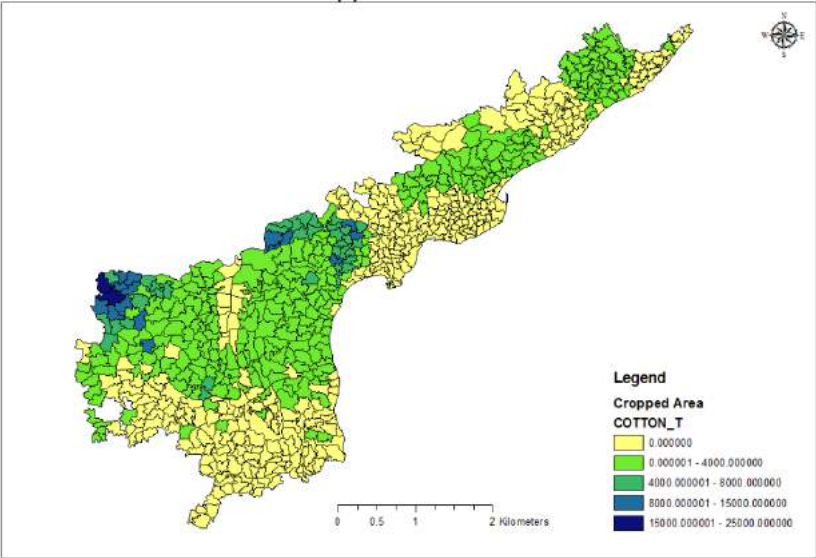 N
W E
S
Legend
Cropped Area
COTTON_T
0.000000
0.000001 - 4000.000000
4000.000001 - 8000.000000
8000.000001 - 15000.000000
15000.000001 - 25000.000000
0 0.5 1 2 Kilometers